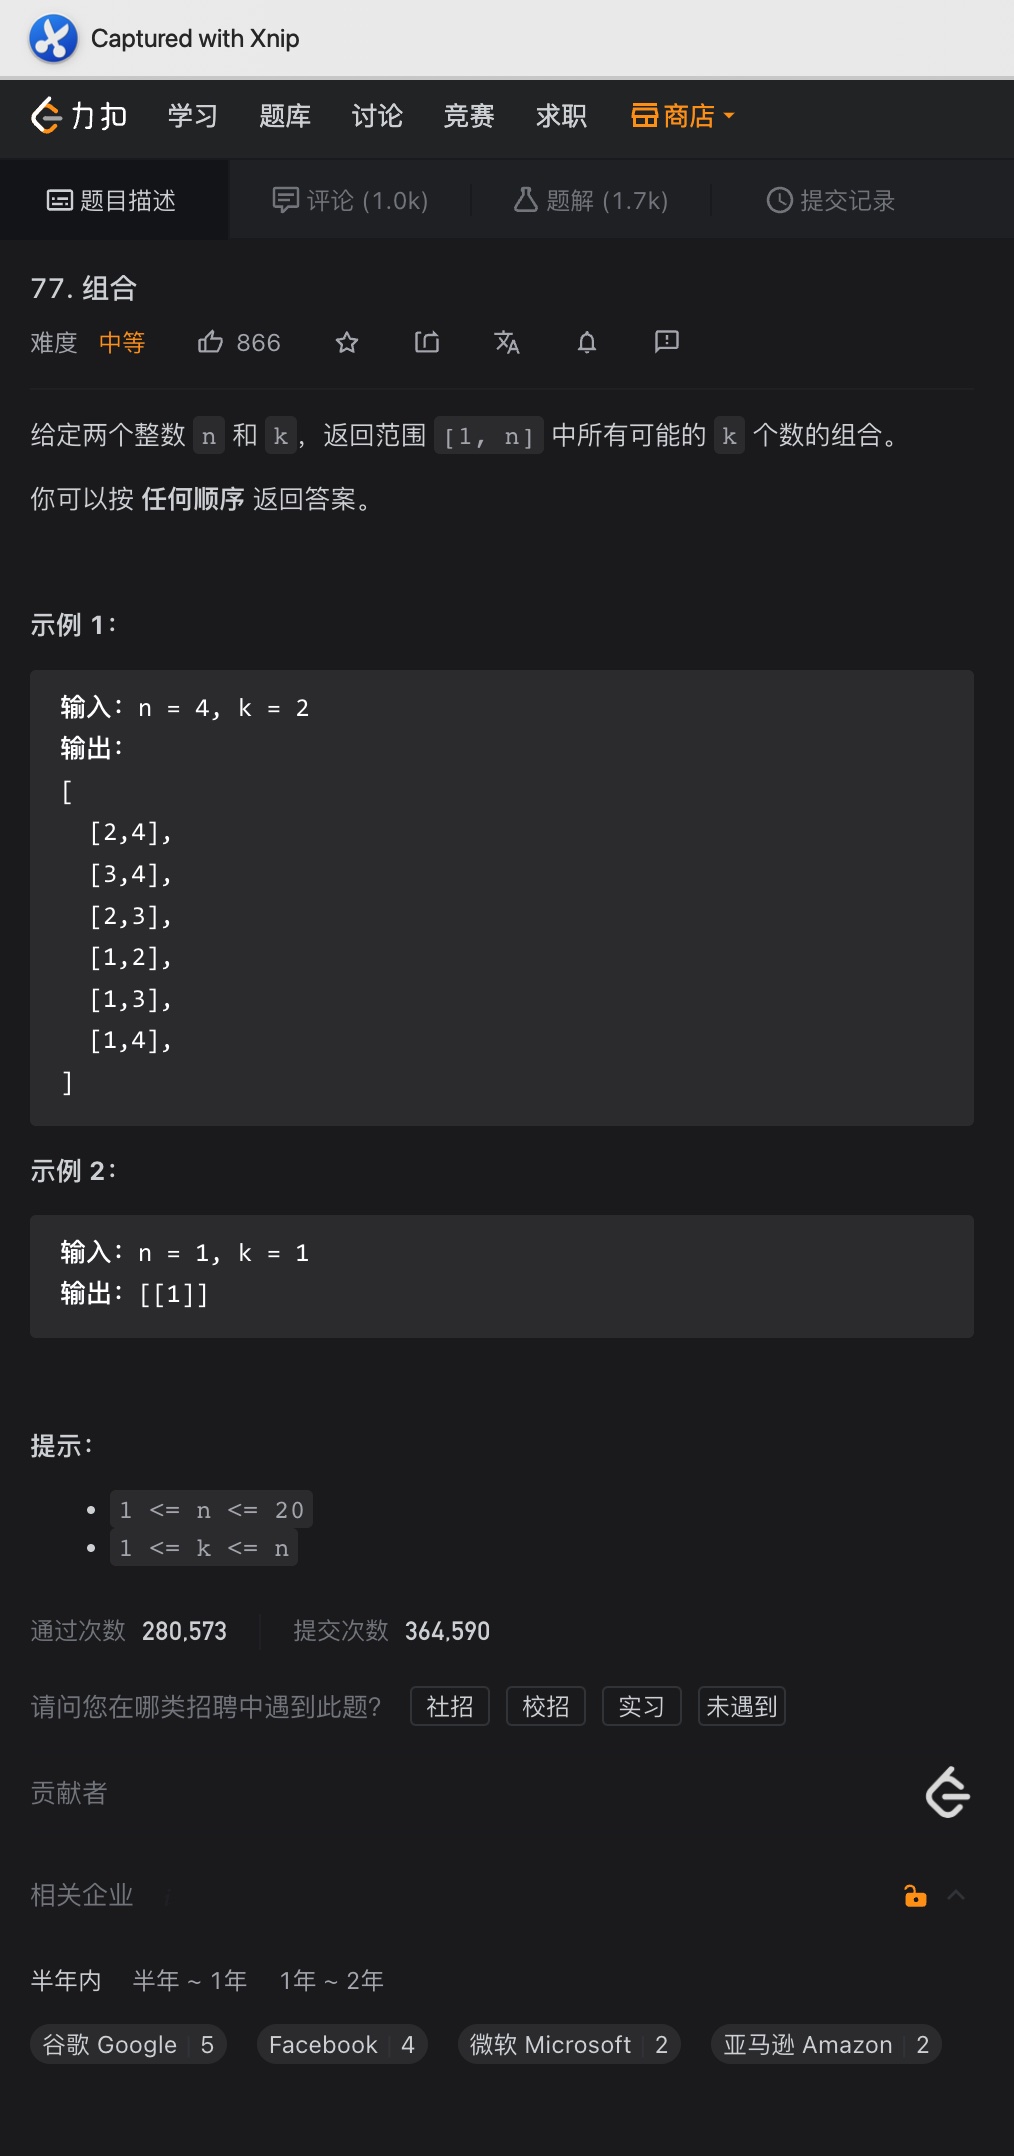 Captured with Xnip
力扣 学习 题库 讨论 竞赛 求职 商店
题目描述 评论 (1.0k) 题解 (1.7k) 提交记录
77. 组合
难度 中等 866
给定两个整数 n 和 k，返回范围 [1, n] 中所有可能的 k 个数的组合。
你可以按 任何顺序 返回答案。
示例 1：
输入：n = 4, k = 2
输出：
[
[2,4],
[3,4],
[2,3],
[1,2],
[1,3],
[1,4],
]
示例 2：
输入：n = 1, k = 1
输出：[[1]]
提示：
1 <= n <= 20
1 <= k <= n
通过次数 280,573 提交次数 364,590
请问您在哪类招聘中遇到此题? 社招 校招 实习 未遇到
贡献者
相关企业
半年内 半年 ~ 1年 1年 ~ 2年
谷歌 Google 5 Facebook 4 微软 Microsoft 2 亚马逊 Amazon 2